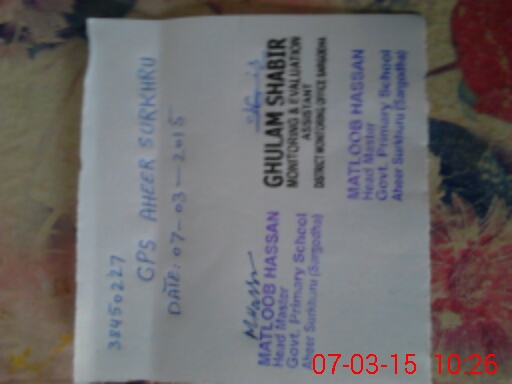 38450227
GPS AHEER SURKHRU
DATE: 07-03-2015
GHULAM SHABIR
MONITORING & EVALUATION
ASSISTANT
DISTRICT MONITORING OFFICE SARGODHA
MATLOOB HASSAN
Head Master
Govt. Primary School
Aheer Surkhuru (Sargodha)
MATLOOB HASSAN
Head Master
Govt. Primary School
Aheer Surkhuru (Sargodha)
07-03-15 10:26